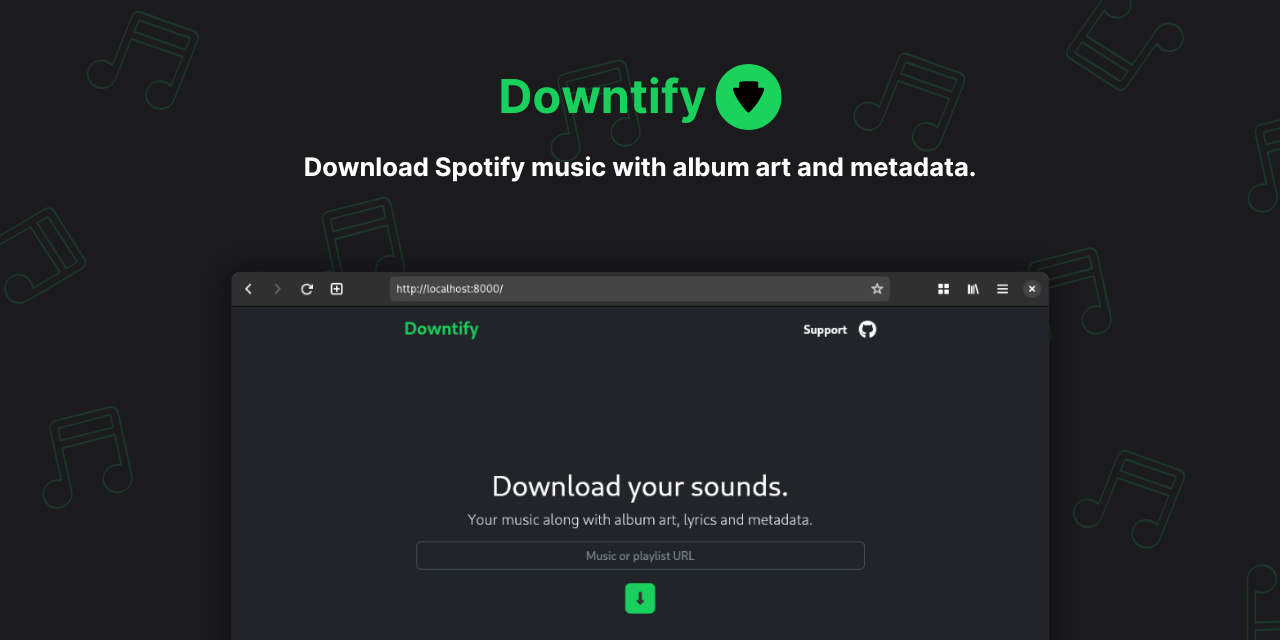 Downtify
Download Spotify music with album art and metadata.
http://localhost:8000/
Downtify
Support
Download your sounds.
Your music along with album art, lyrics and metadata.
Music or playlist URL